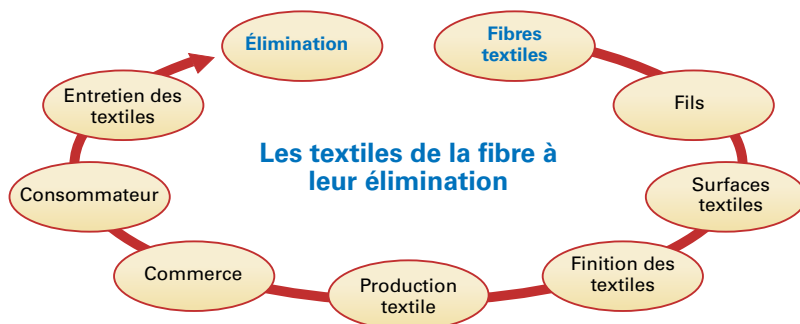 Élimination
Fibres
textiles
Entretien des
textiles
Fils
Les textiles de la fibre à
leur élimination
Consommateur
Surfaces
textiles
Commerce
Production
textile
Finition des
textiles